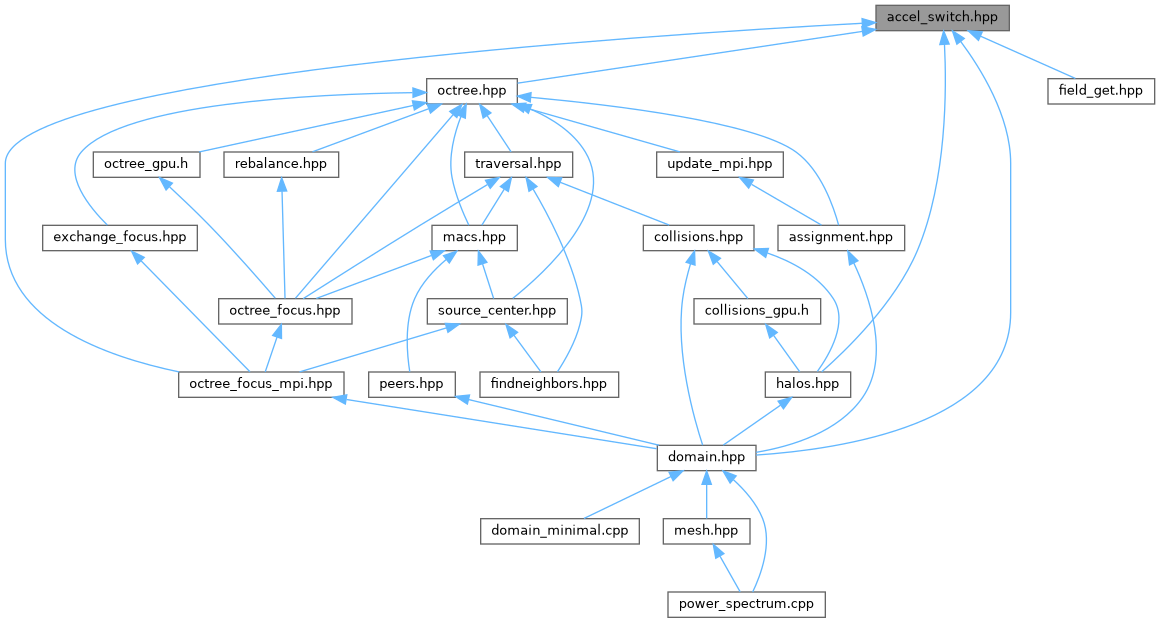 accel_switch.hpp
octree.hpp
field_get.hpp
octree_gpu.h
rebalance.hpp
traversal.hpp
update_mpi.hpp
exchange_focus.hpp
macs.hpp
collisions.hpp
assignment.hpp
octree_focus.hpp
source_center.hpp
collisions_gpu.h
octree_focus_mpi.hpp
peers.hpp
findneighbors.hpp
halos.hpp
domain.hpp
domain_minimal.cpp
mesh.hpp
power_spectrum.cpp